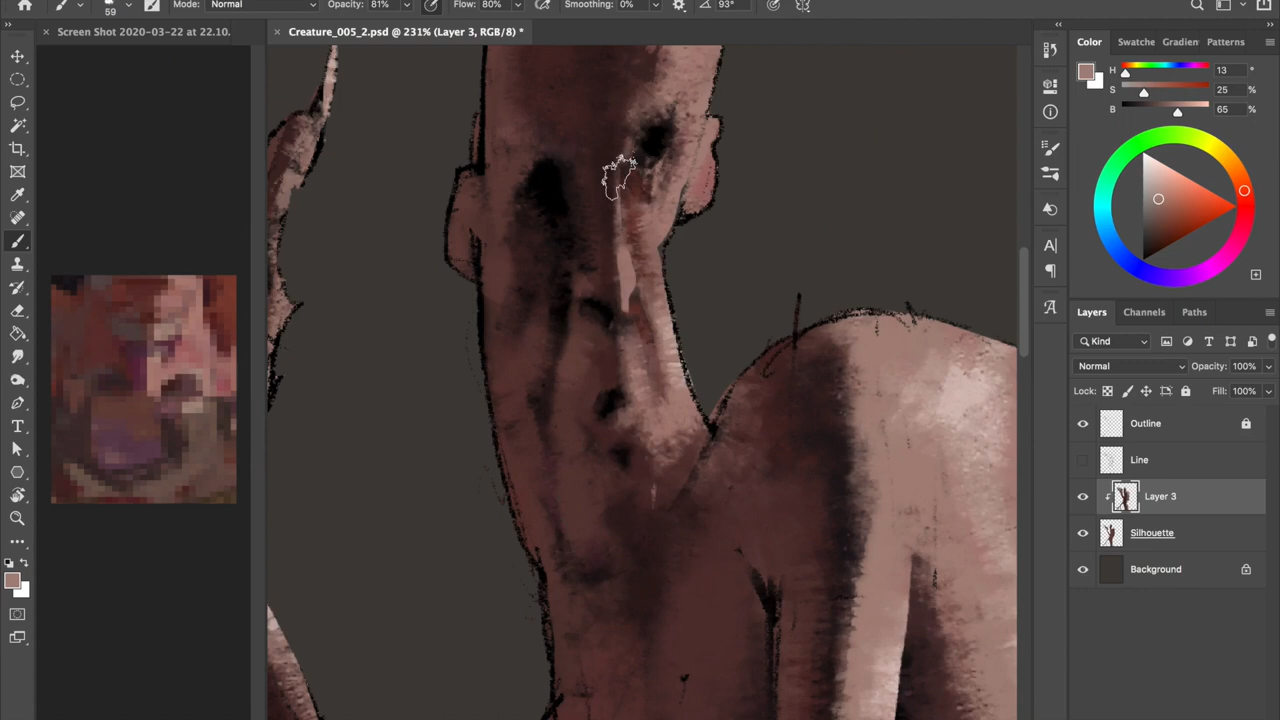 59
Mode: Normal
Opacity: 81%
Flow: 80%
Smoothing: 0%
93°
Screen Shot 2020-03-22 at 22.10.
Creature_005_2.psd @ 231% (Layer 3, RGB/8) *
Color
Swatche
Gradien
Patterns
H 13 °
S 25 %
B 65 %
Layers
Channels
Paths
Kind
Normal
Opacity: 100%
Lock:
Fill: 100%
Outline
Line
Layer 3
Silhouette
Background